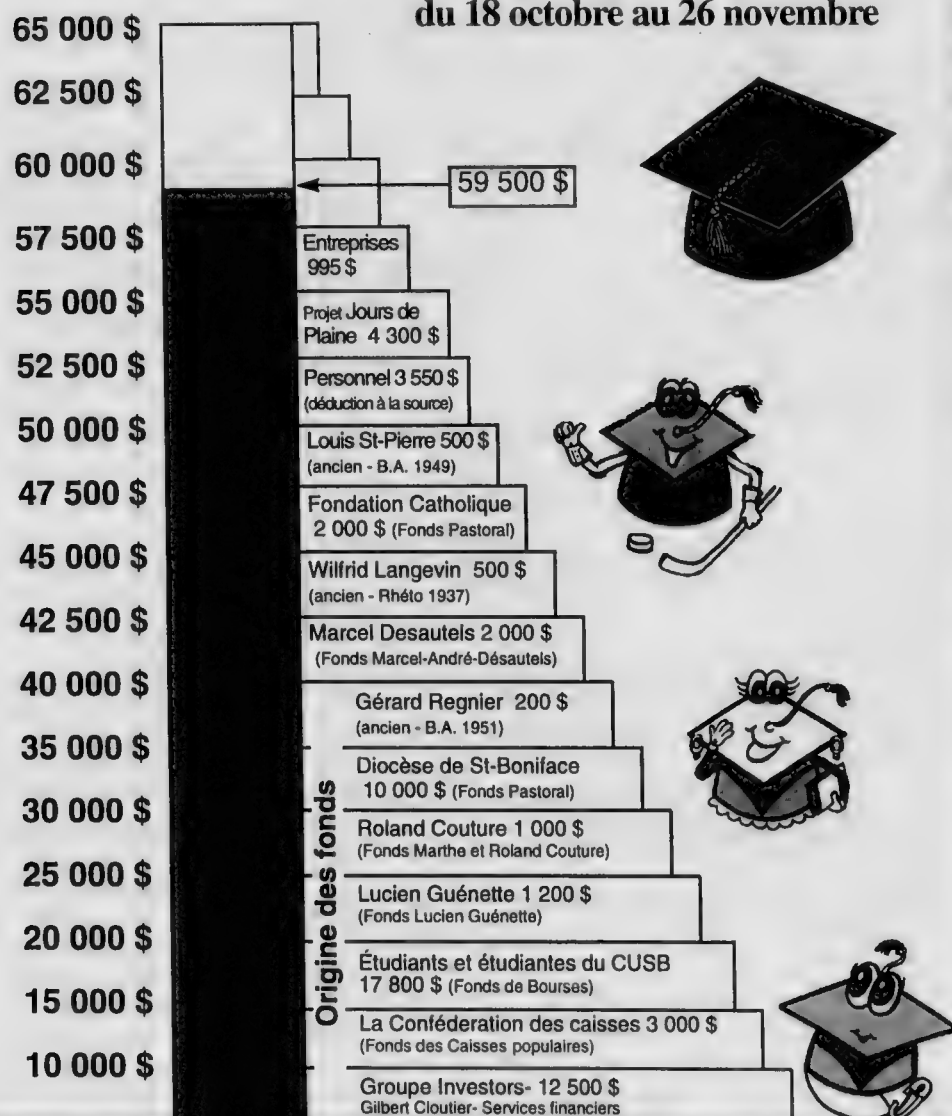 du 18 octobre au 26 novembre
65 000 $
62 500 $
60 000 $
59 500 $
57 500 $
Entreprises
995 $
55 000 $
Projet Jours de
Plaine 4 300 $
52 500 $
Personnel 3 550 $
(déduction à la source)
50 000 $
Louis St-Pierre 500 $
(ancien - B.A. 1949)
47 500 $
Fondation Catholique
2 000 $ (Fonds Pastoral)
45 000 $
Wilfrid Langevin 500 $
(ancien - Rhéto 1937)
42 500 $
Marcel Desautels 2 000 $
(Fonds Marcel-André-Désautels)
40 000 $
Gérard Regnier 200 $
(ancien - B.A. 1951)
35 000 $
Diocèse de St-Boniface
10 000 $ (Fonds Pastoral)
30 000 $
Roland Couture 1 000 $
(Fonds Marthe et Roland Couture)
25 000 $
Lucien Guénette 1 200 $
(Fonds Lucien Guénette)
20 000 $
Étudiants et étudiantes du CUSB
17 800 $ (Fonds de Bourses)
15 000 $
La Conféderation des caisses 3 000 $
(Fonds des Caisses populaires)
10 000 $
Groupe Investors- 12 500 $
Gilbert Cloutier- Services financiers
Origine des fonds